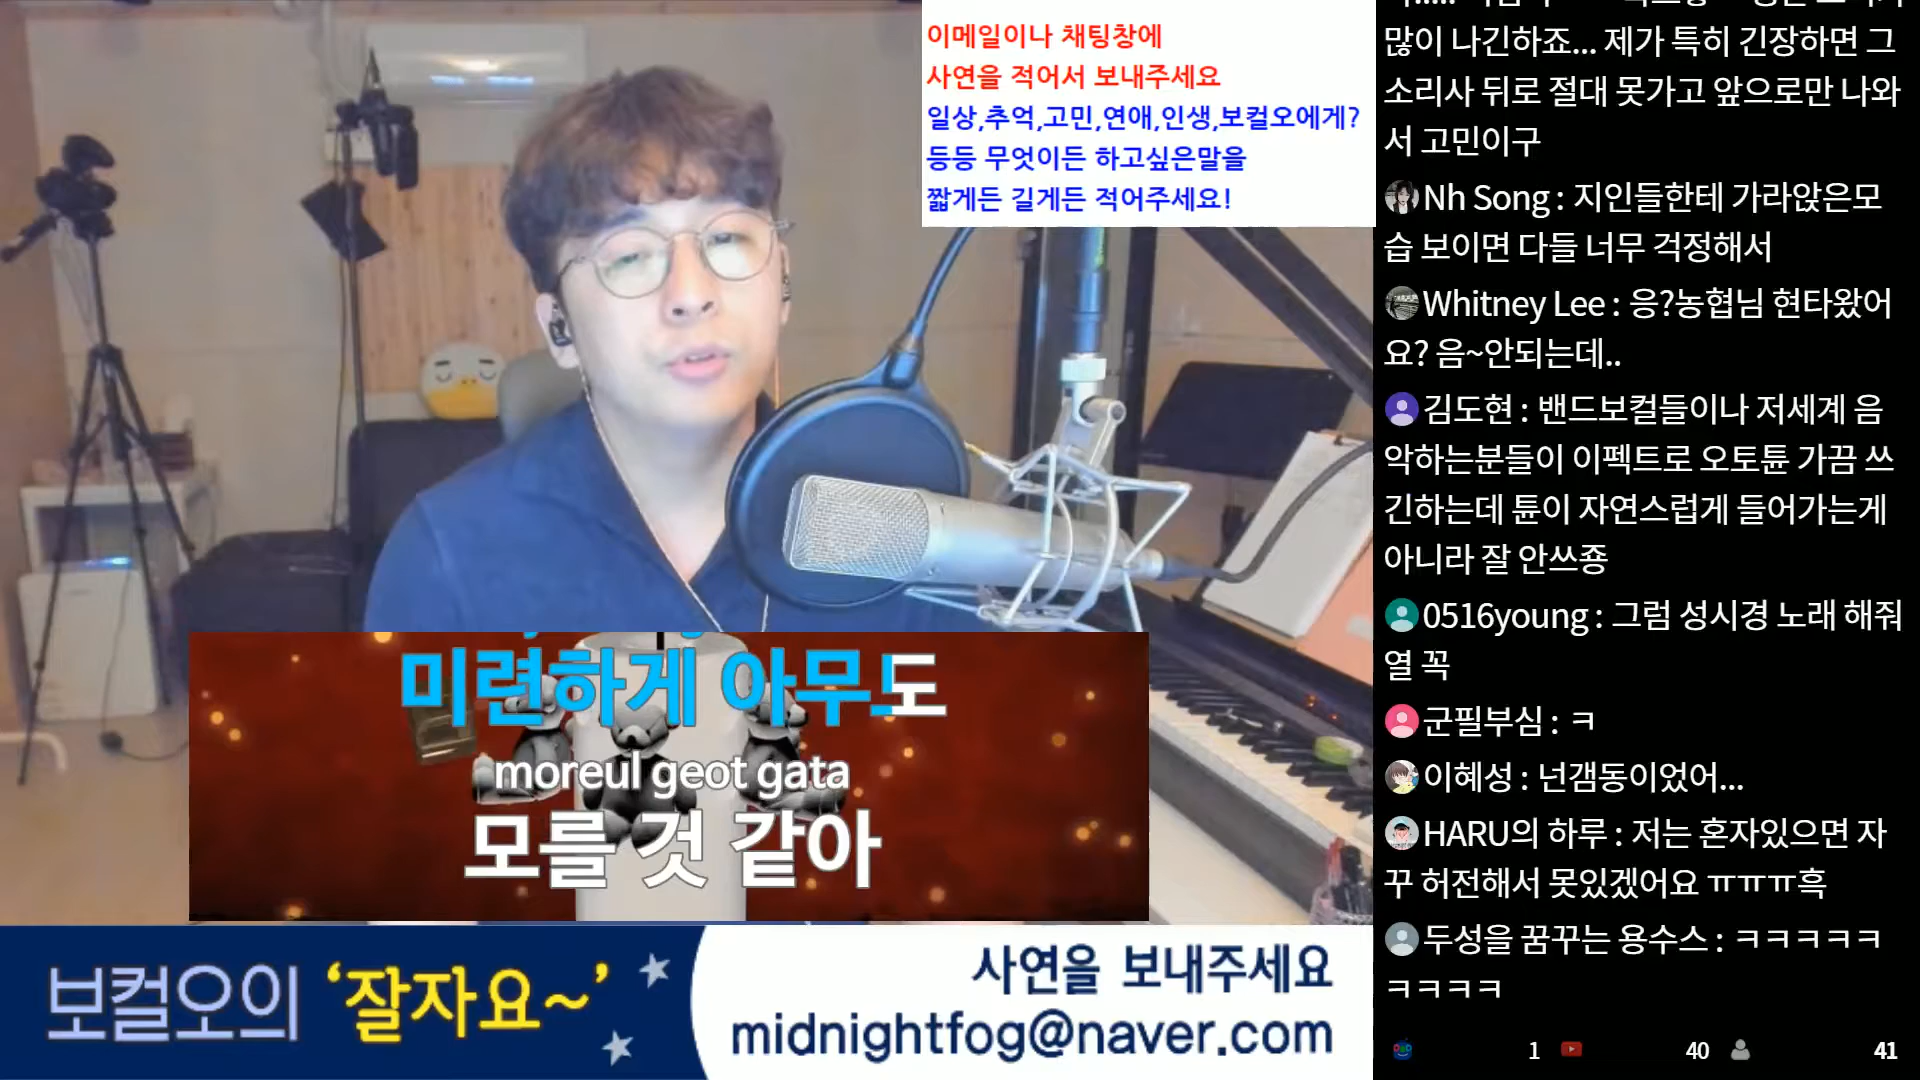 이메일이나 채팅창에
사연을 적어서 보내주세요
일상,추억,고민,연애,인생,보컬오에게?
등등 무엇이든 하고싶은말을
짧게든 길게든 적어주세요!
많이 나긴하죠... 제가 특히 긴장하면 그
소리사 뒤로 절대 못가고 앞으로만 나와
서 고민이구
Nh Song : 지인들한테 가라앉은모
습 보이면 다들 너무 걱정해서
Whitney Lee : 응?농협님 현타왔어
요? 음~안되는데..
김도현 : 밴드보컬들이나 저세계 음
악하는분들이 이펙트로 오토튠 가끔 쓰
긴하는데 튠이 자연스럽게 들어가는게
아니라 잘 안쓰죵
0516young : 그럼 성시경 노래 해줘
열 꼭
군필부심 : ㅋ
이혜성 : 넌갬동이었어...
HARU의 하루 : 저는 혼자있으면 자
꾸 허전해서 못있겠어요 ㅠㅠㅠ흑
두성을 꿈꾸는 용수스 : ㅋㅋㅋㅋㅋ
ㅋㅋㅋㅋ
1 40 41
미련하게 아무도
moreul geot gata
모를 것 같아
보컬오의 ‘잘자요~’
사연을 보내주세요
midnightfog@naver.com